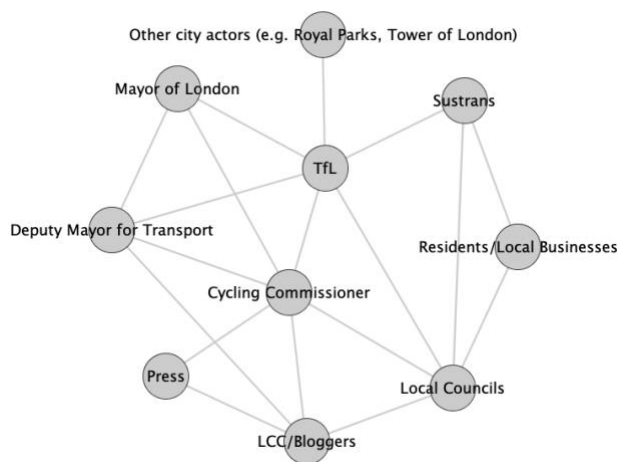 Other city actors (e.g. Royal Parks, Tower of London)
Mayor of London
Sustrans
TfL
Deputy Mayor for Transport
Residents/Local Businesses
Cycling Commissioner
Press
Local Councils
LCC/Bloggers